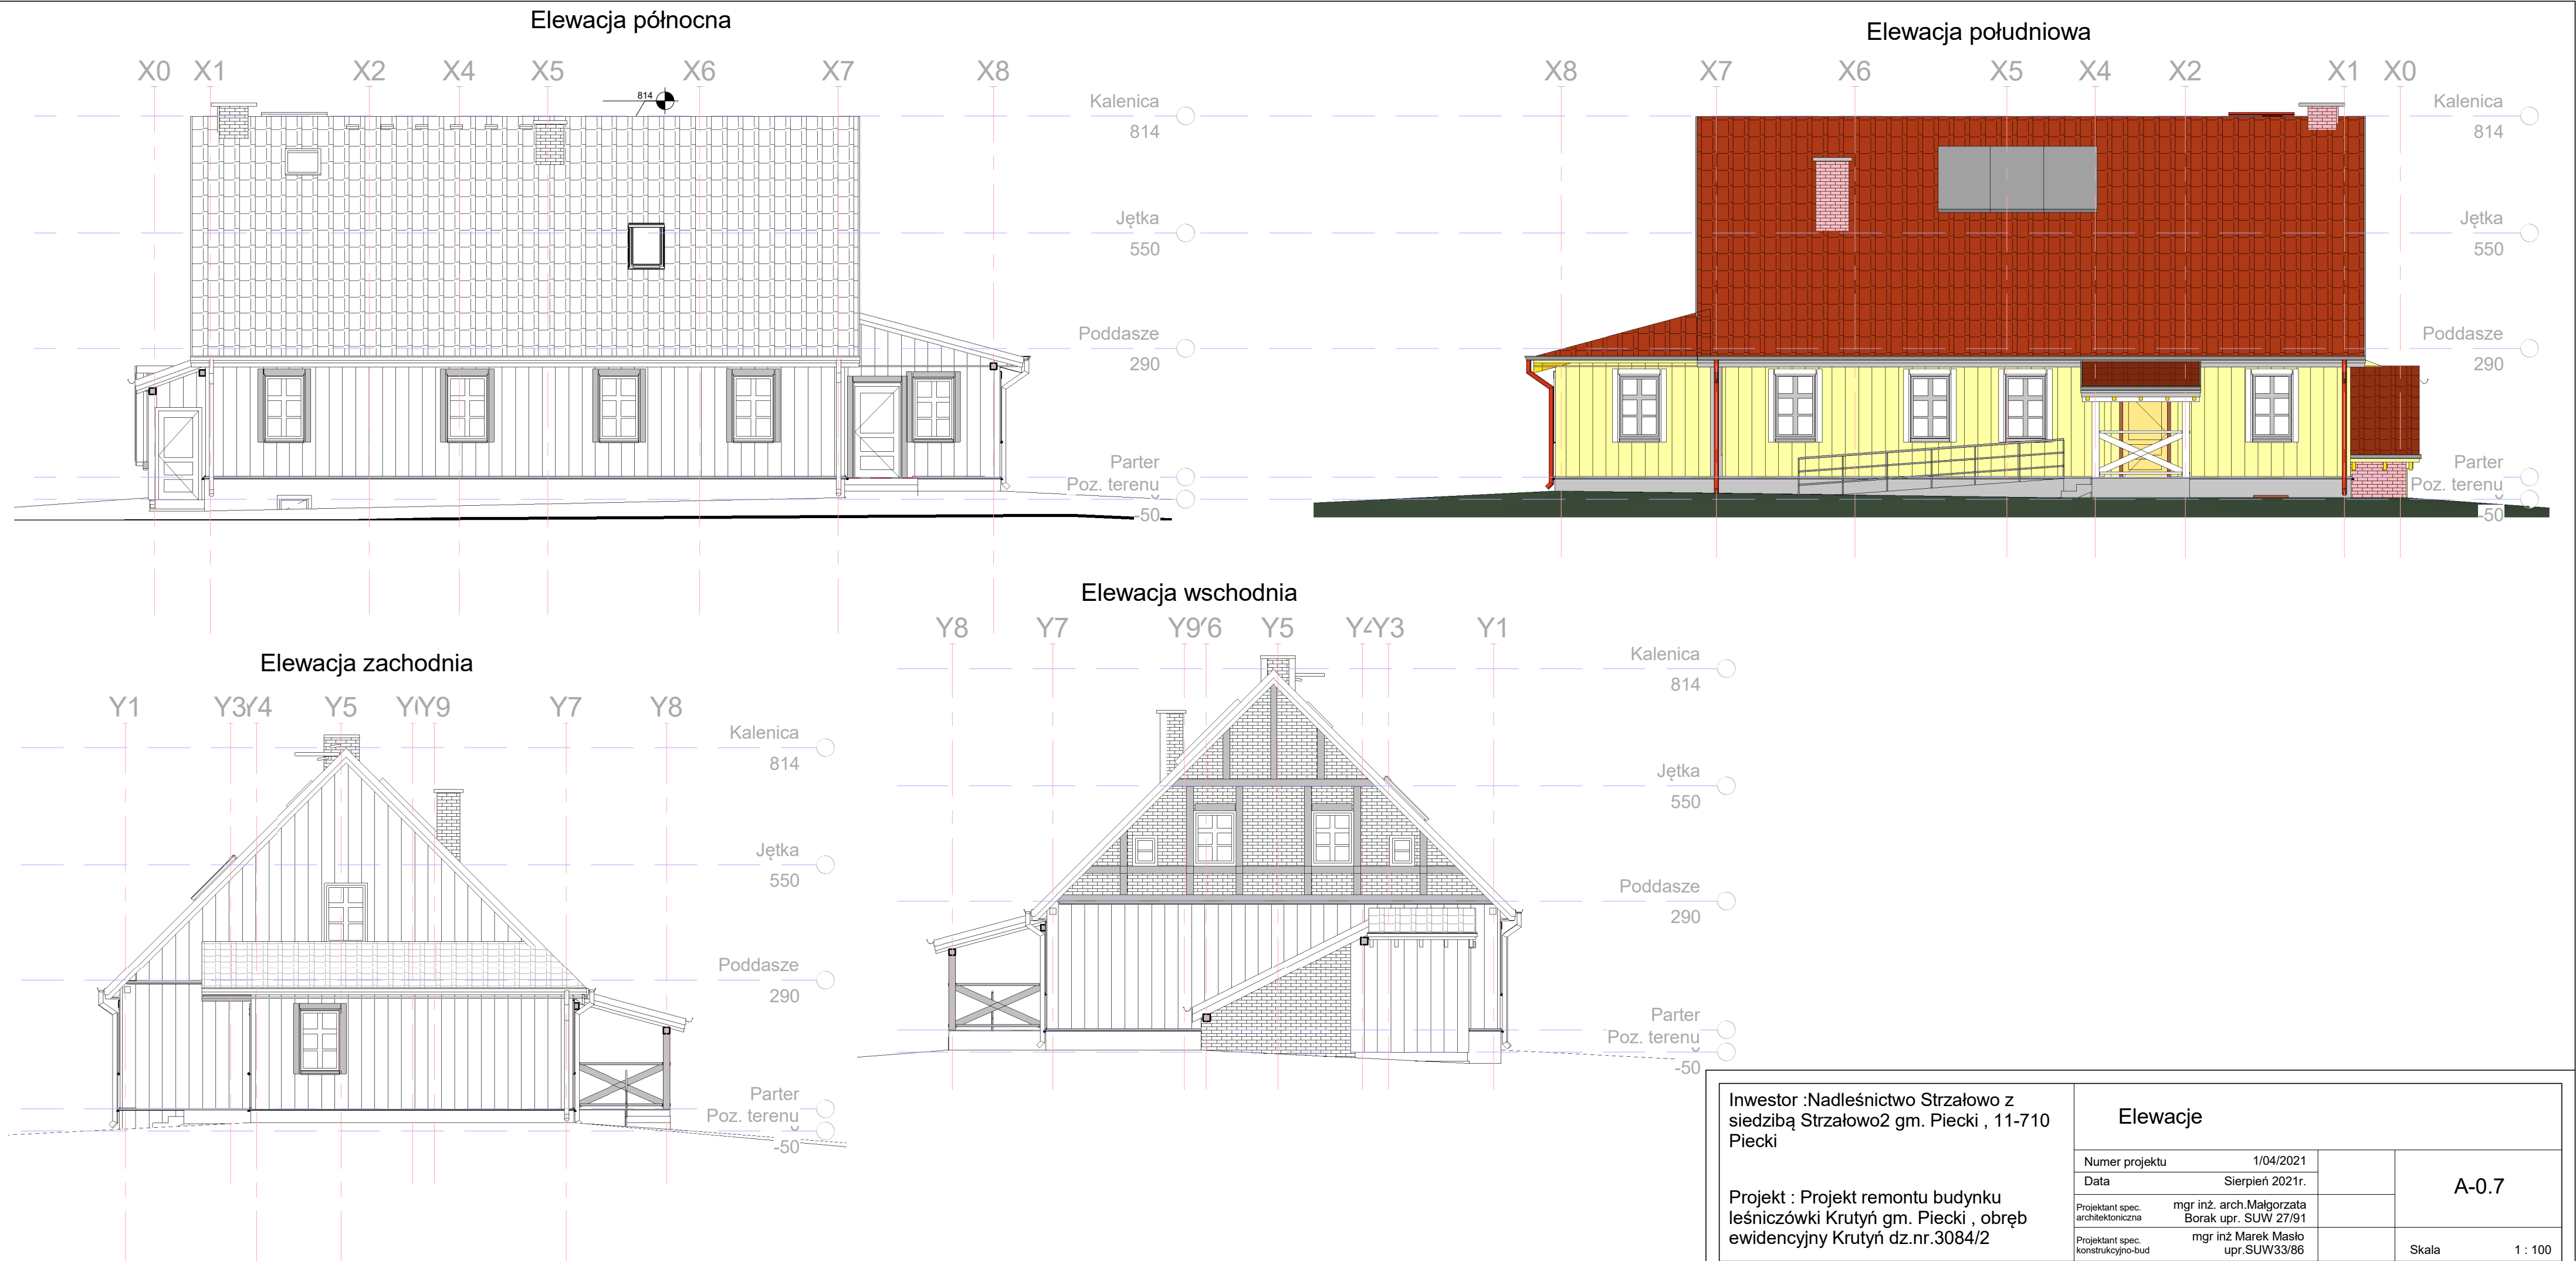 Elewacja północna
X0 X1 X2 X4 X5 X6 X7 X8
814
Kalenica
814
Jętka
550
Poddasze
290
Parter
Poz. terenu
-50
Elewacja południowa
X8 X7 X6 X5 X4 X2 X1 X0
Kalenica
814
Jętka
550
Poddasze
290
Parter
Poz. terenu
-50
Elewacja zachodnia
Y1 Y3 Y4 Y5 Y9 Y7 Y8
Kalenica
814
Jętka
550
Poddasze
290
Parter
Poz. terenu
-50
Elewacja wschodnia
Y8 Y7 Y9 Y5 Y3 Y1
Kalenica
814
Jętka
550
Poddasze
290
Parter
Poz. terenu
-50
Inwestor :Nadleśnictwo Strzałowo z
siedzibą Strzałowo2 gm. Piecki , 11-710
Piecki
Projekt : Projekt remontu budynku
leśniczówki Krutyń gm. Piecki , obręb
ewidencyjny Krutyń dz.nr.3084/2
Elewacje
Numer projektu 1/04/2021
Data Sierpień 2021r.
Projektant spec.
architektoniczna
mgr inż. arch.Małgorzata
Borak upr. SUW 27/91
Projektant spec.
konstrukcyjno-bud
mgr inż Marek Masło
upr.SUW33/86
A-0.7
Skala 1 : 100